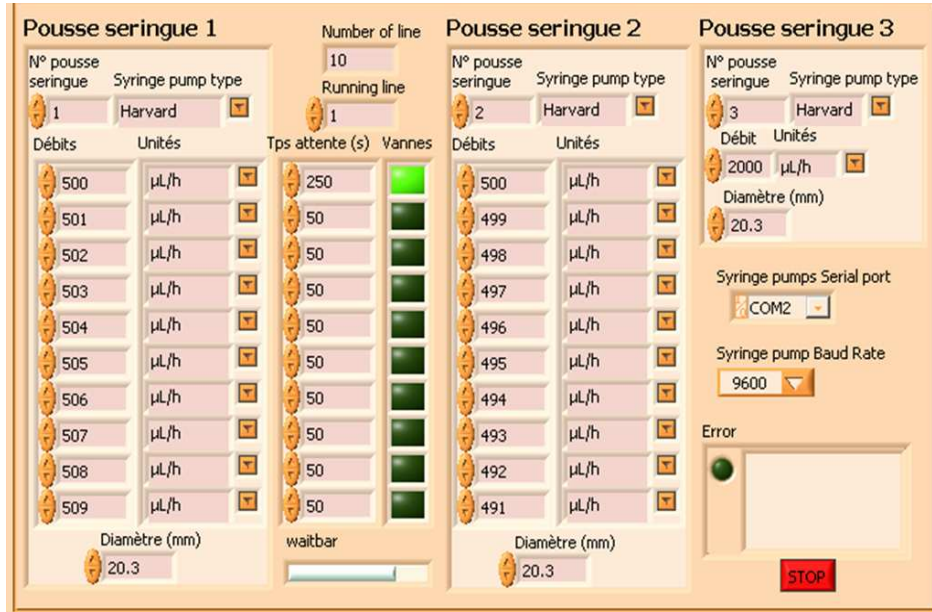 Pousse seringue 1
N° pousse seringue
Syringe pump type
1
Harvard
Débits
Unités
500 µL/h
501 µL/h
502 µL/h
503 µL/h
504 µL/h
505 µL/h
506 µL/h
507 µL/h
508 µL/h
509 µL/h
Diamètre (mm)
20.3
Number of line
10
Running line
1
Tps attente (s)
Vannes
250
50
50
50
50
50
50
50
50
50
waitbar
Pousse seringue 2
N° pousse seringue
Syringe pump type
2
Harvard
Débits
Unités
500 µL/h
499 µL/h
498 µL/h
497 µL/h
496 µL/h
495 µL/h
494 µL/h
493 µL/h
492 µL/h
491 µL/h
Diamètre (mm)
20.3
Pousse seringue 3
N° pousse seringue
Syringe pump type
3
Harvard
Débit
Unités
2000 µL/h
Diamètre (mm)
20.3
Syringe pumps Serial port
COM2
Syringe pump Baud Rate
9600
Error
STOP